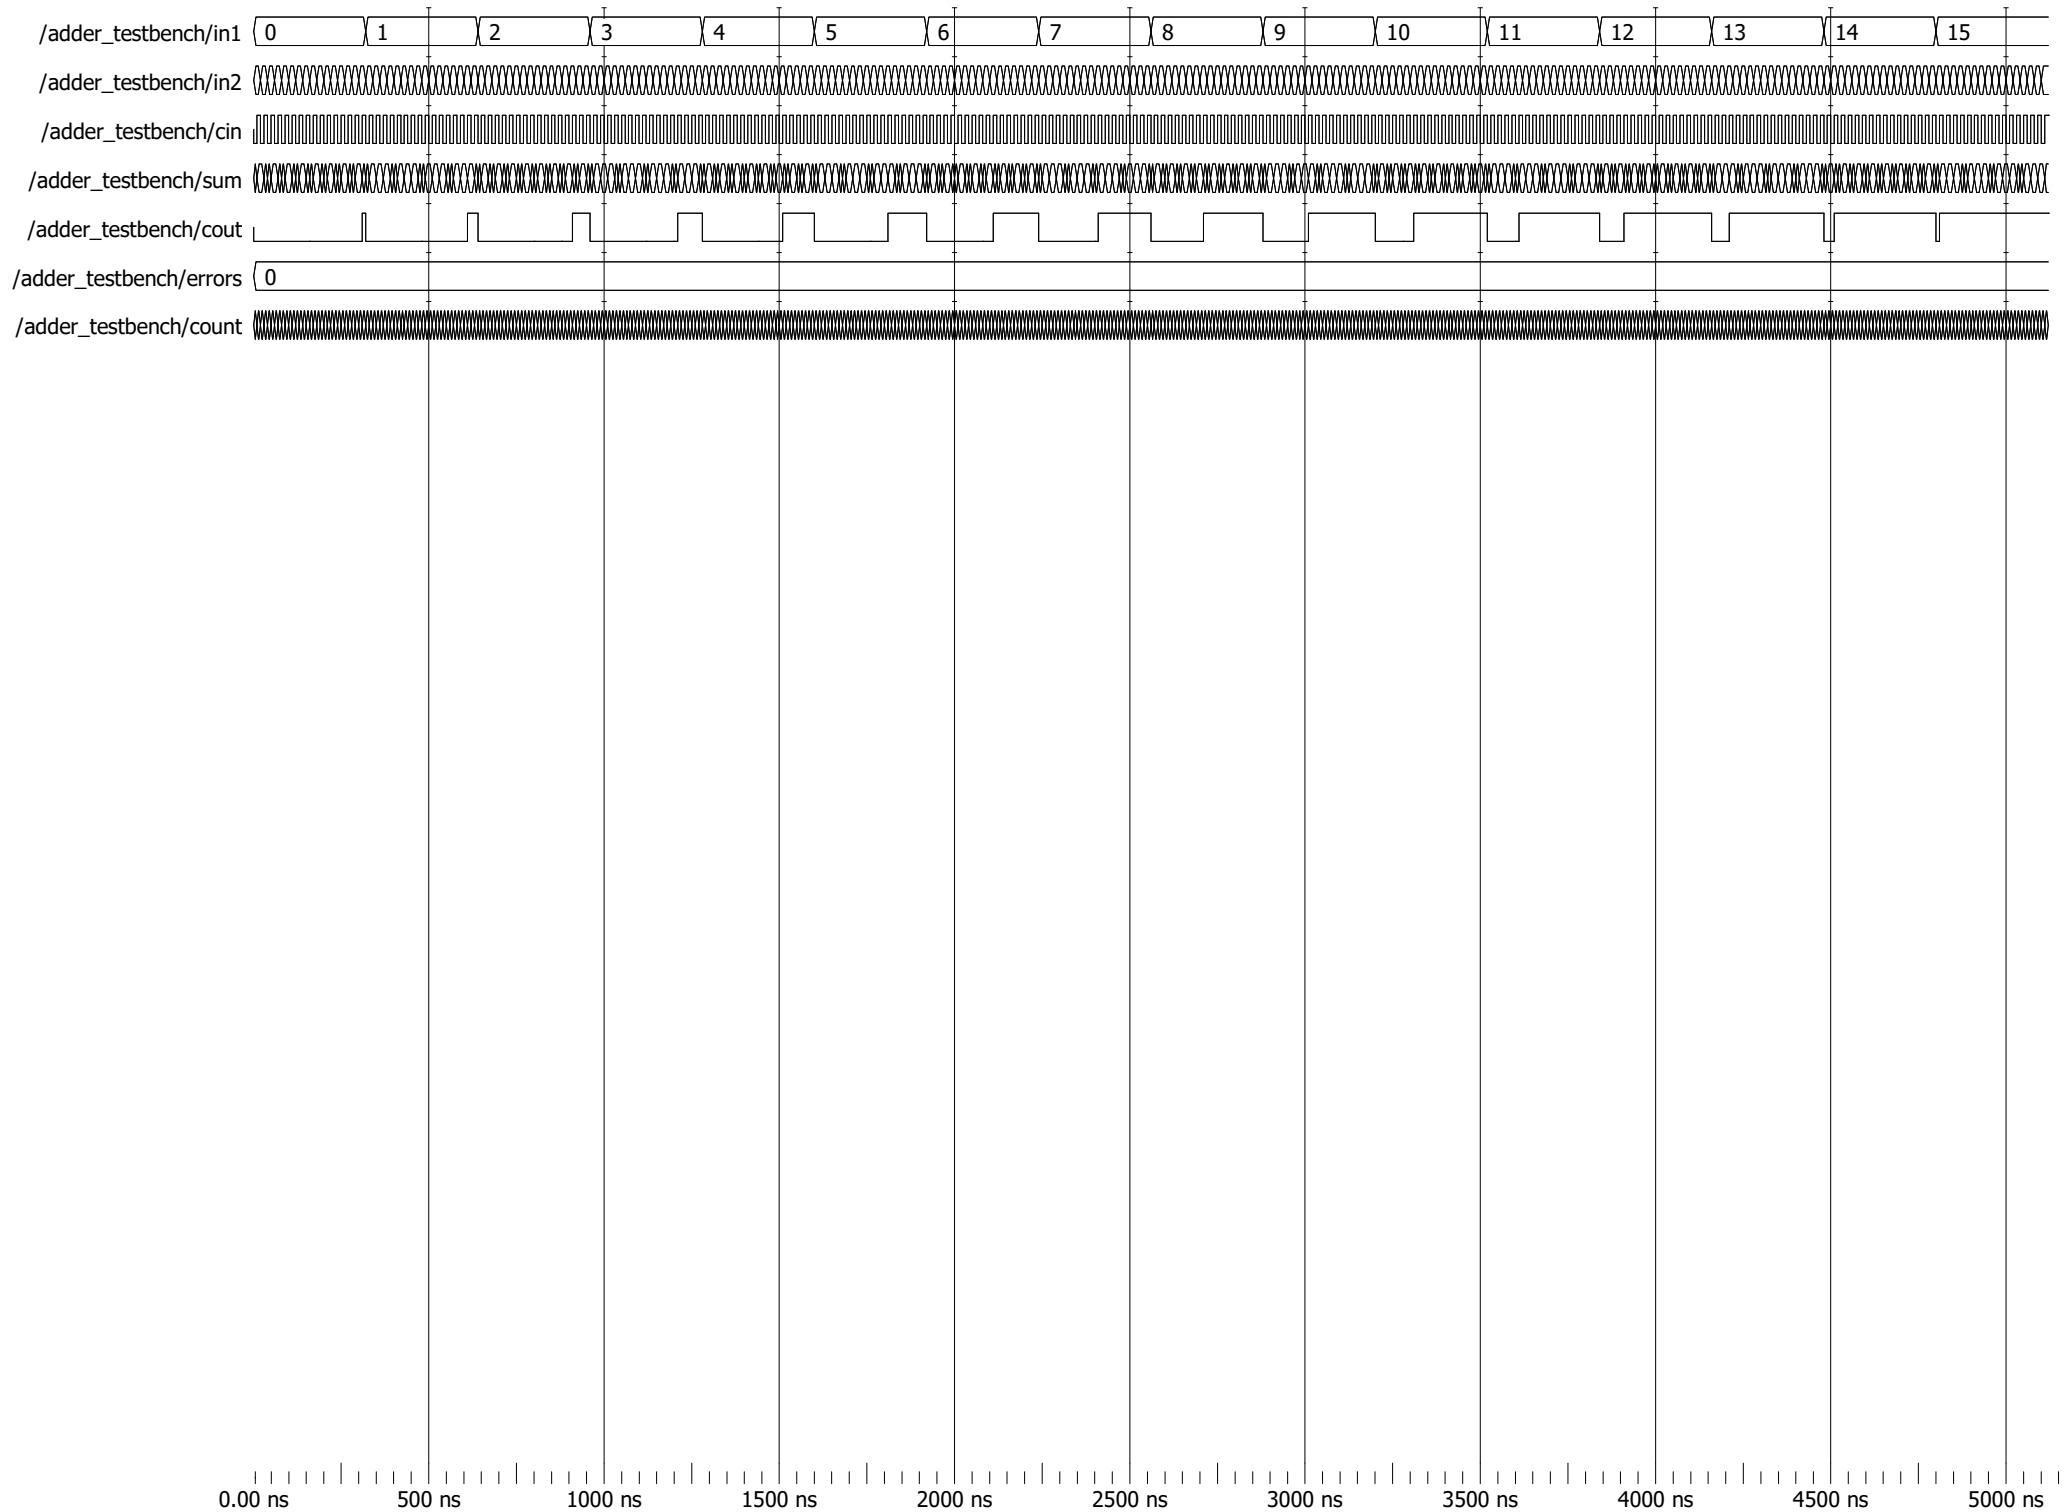 /adder_testbench/in1 0 1 2 3 4 5 6 7 8 9 10 11 12 13 14 15
/adder_testbench/in2
/adder_testbench/cin
/adder_testbench/sum
/adder_testbench/cout
/adder_testbench/errors 0
/adder_testbench/count
0.00 ns 500 ns 1000 ns 1500 ns 2000 ns 2500 ns 3000 ns 3500 ns 4000 ns 4500 ns 5000 ns